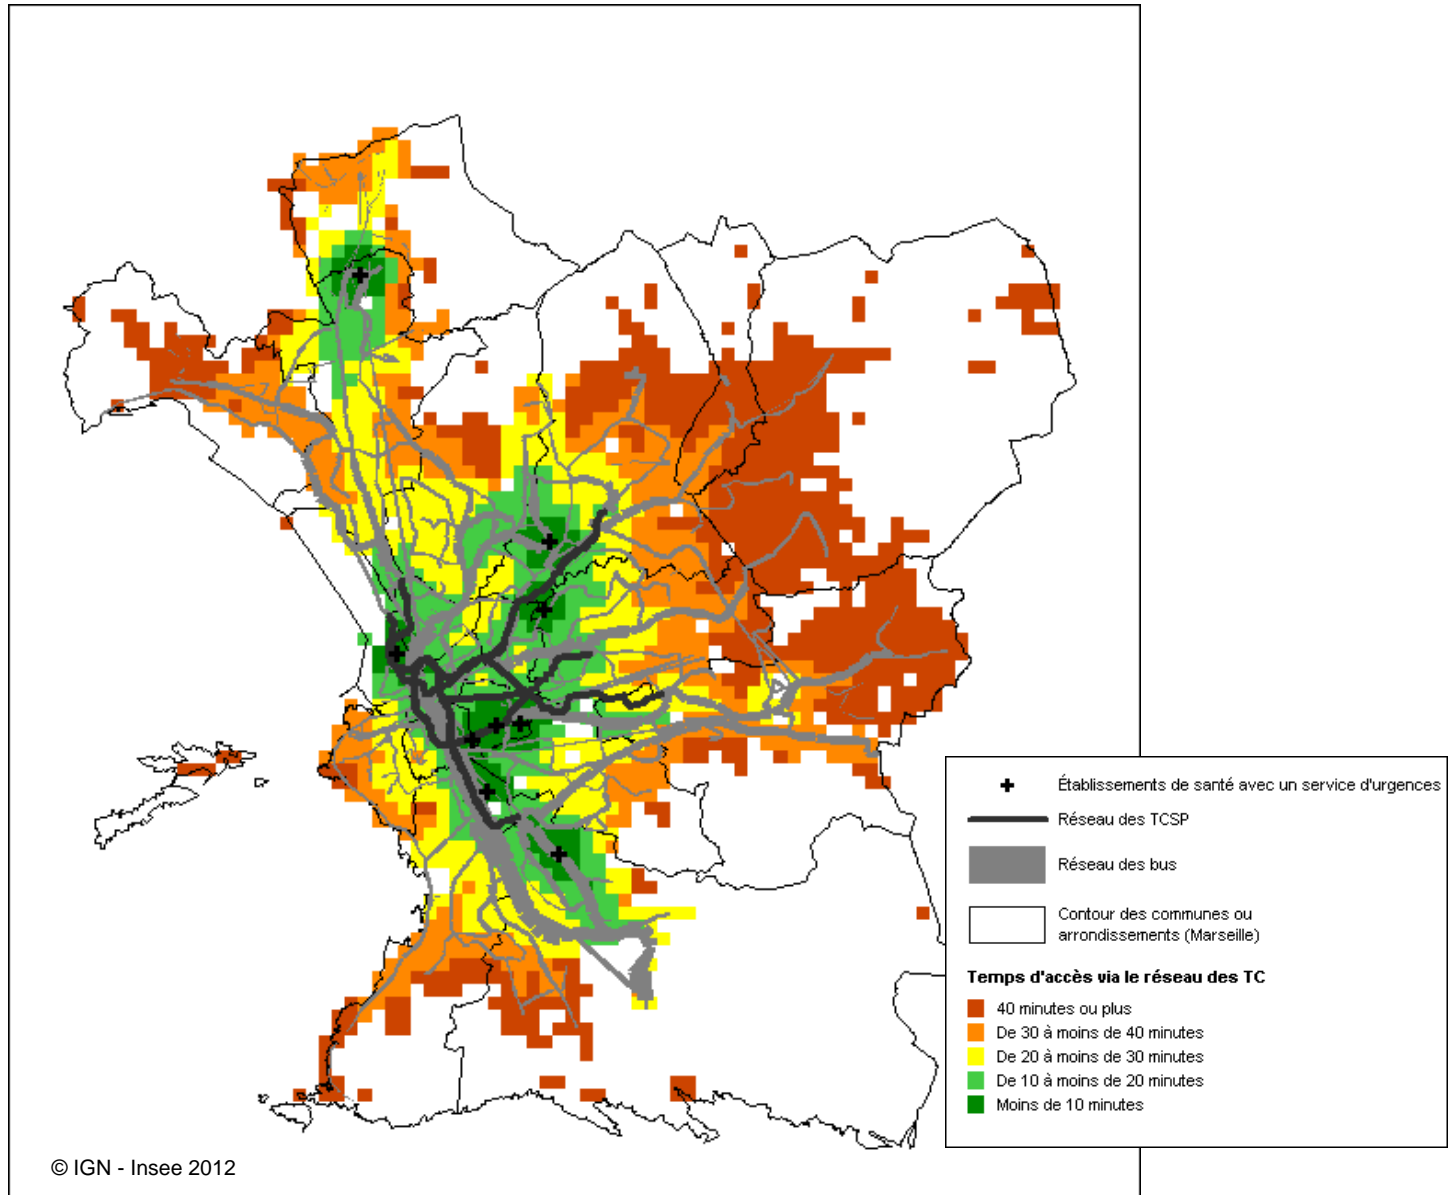 Établissements de santé avec un service d'urgences
Réseau des TCSP
Réseau des bus
Contour des communes ou
arrondissements (Marseille)
Temps d'accès via le réseau des TC
40 minutes ou plus
De 30 à moins de 40 minutes
De 20 à moins de 30 minutes
De 10 à moins de 20 minutes
Moins de 10 minutes
© IGN - Insee 2012